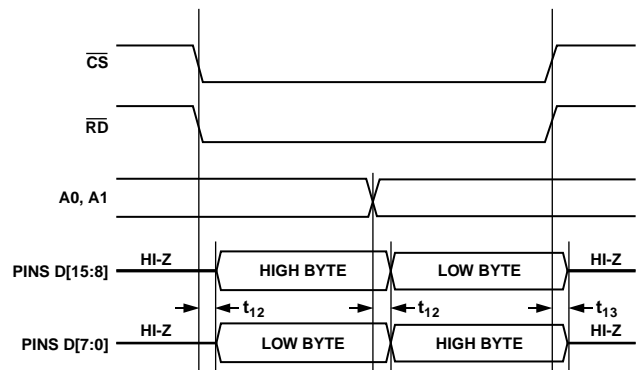 CS
RD
A0, A1
PINS D[15:8] HI-Z HIGH BYTE LOW BYTE HI-Z
t12 t12 t13
PINS D[7:0] HI-Z LOW BYTE HIGH BYTE HI-Z